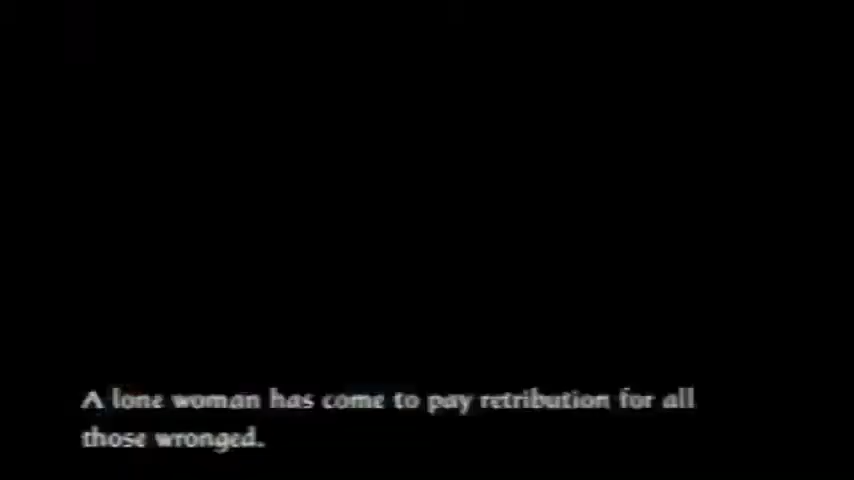 A lone woman has come to pay retribution for all
those wronged.